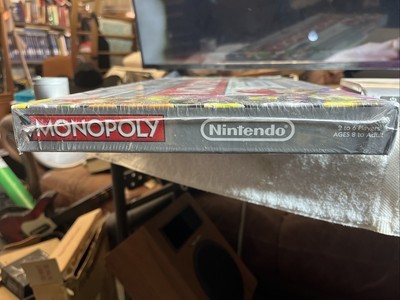 MONOPOLY
Nintendo
2 to 6 Players
AGES 8 to Adult